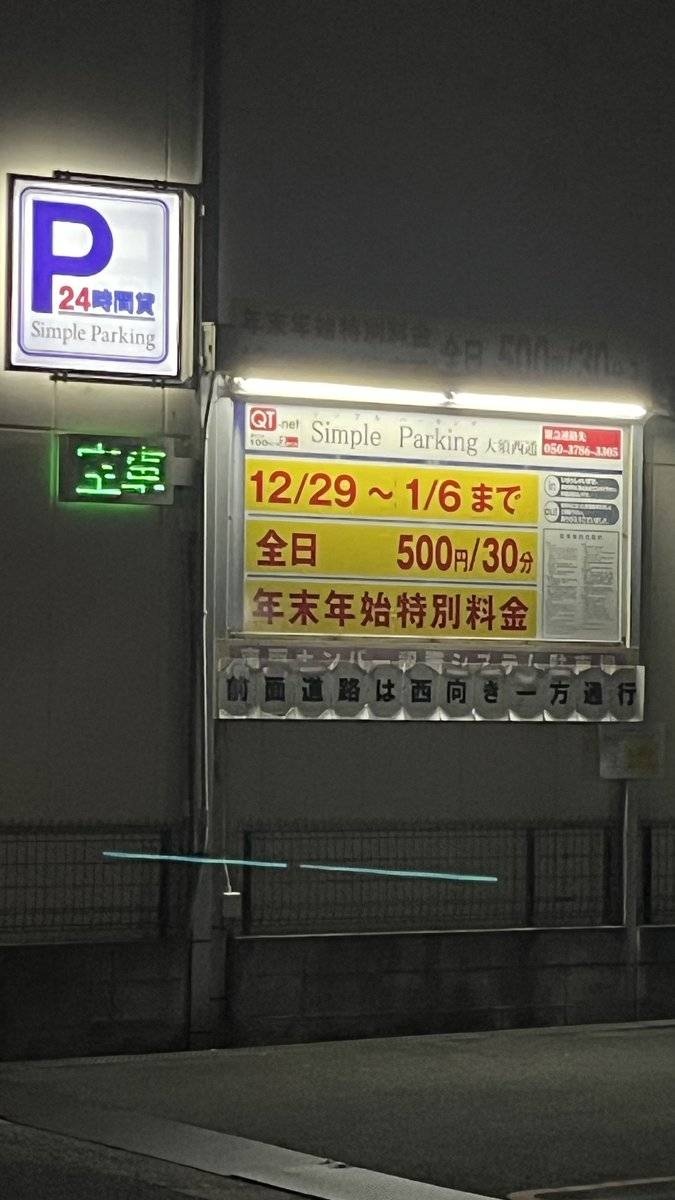 P
24時間貸
Simple Parking
空車
年末年始特別料金
全日 500円/30分
QT-net
Simple Parking 大須西通
緊急連絡先
050-3786-3305
12/29 ~ 1/6 まで
全日 500円/30分
年末年始特別料金
in
out
前面道路は西向き一方通行